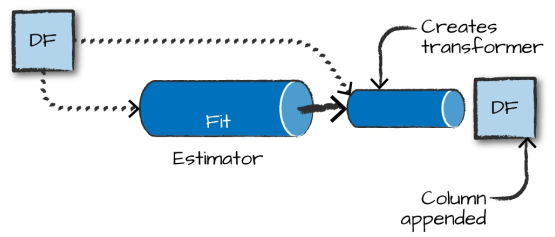 DF
Creates
transformer
Fit
DF
Estimator
Column
appended